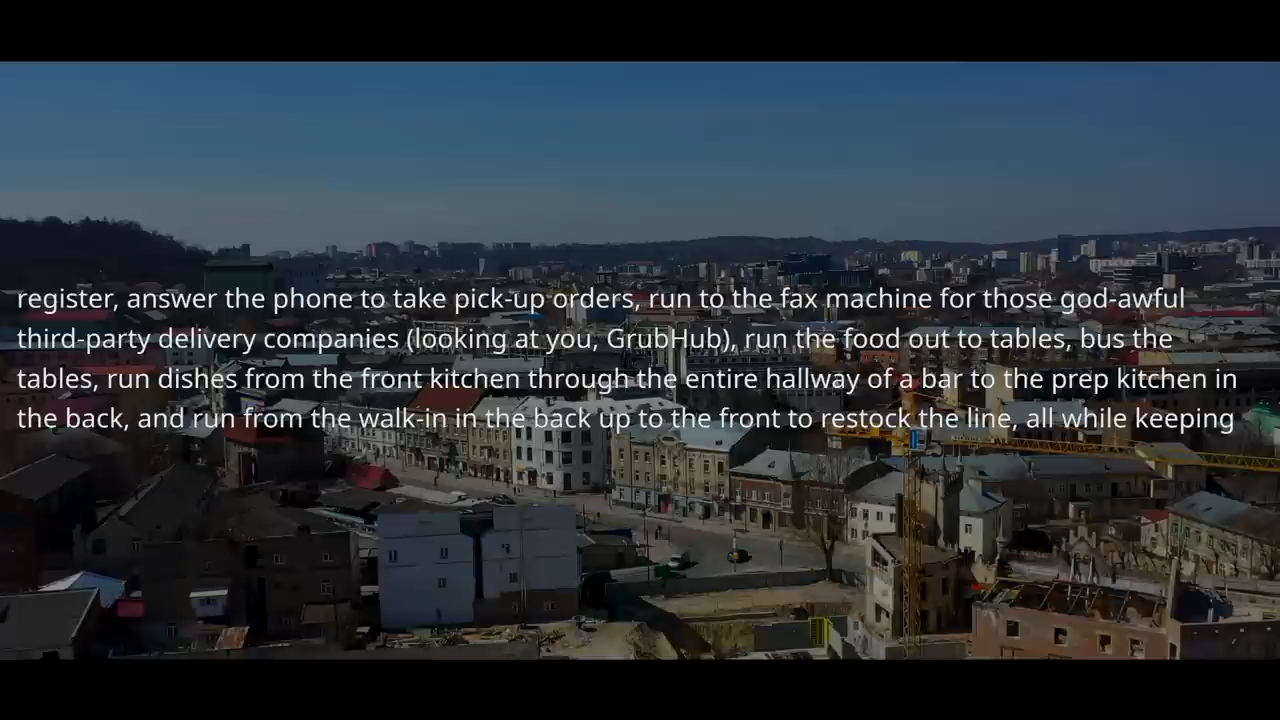 register, answer the phone to take pick-up orders, run to the fax machine for those god-awful
third-party delivery companies (looking at you, GrubHub), run the food out to tables, bus the
tables, run dishes from the front kitchen through the entire hallway of a bar to the prep kitchen in
the back, and run from the walk-in in the back up to the front to restock the line, all while keeping